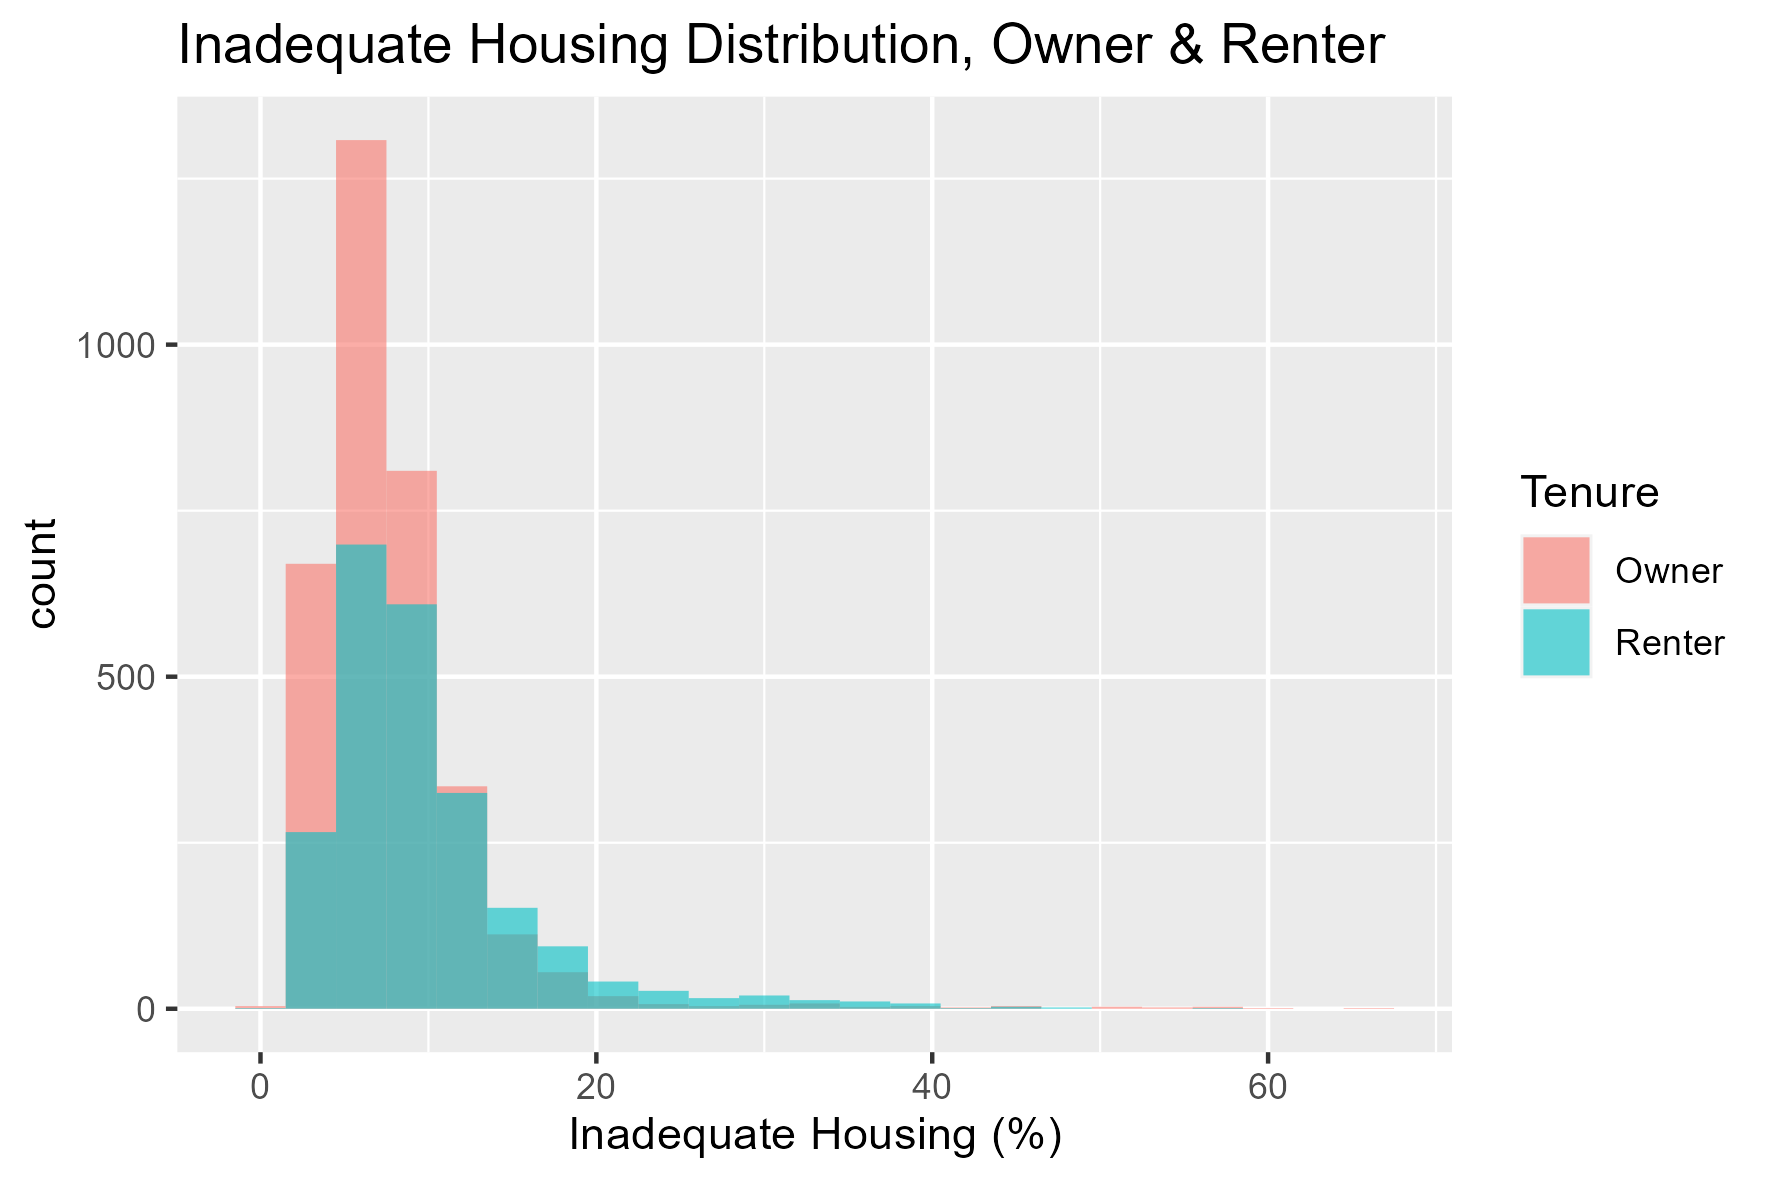 Inadequate Housing Distribution, Owner & Renter
count
1000
500
0
0 20 40 60
Inadequate Housing (%)
Tenure
Owner
Renter